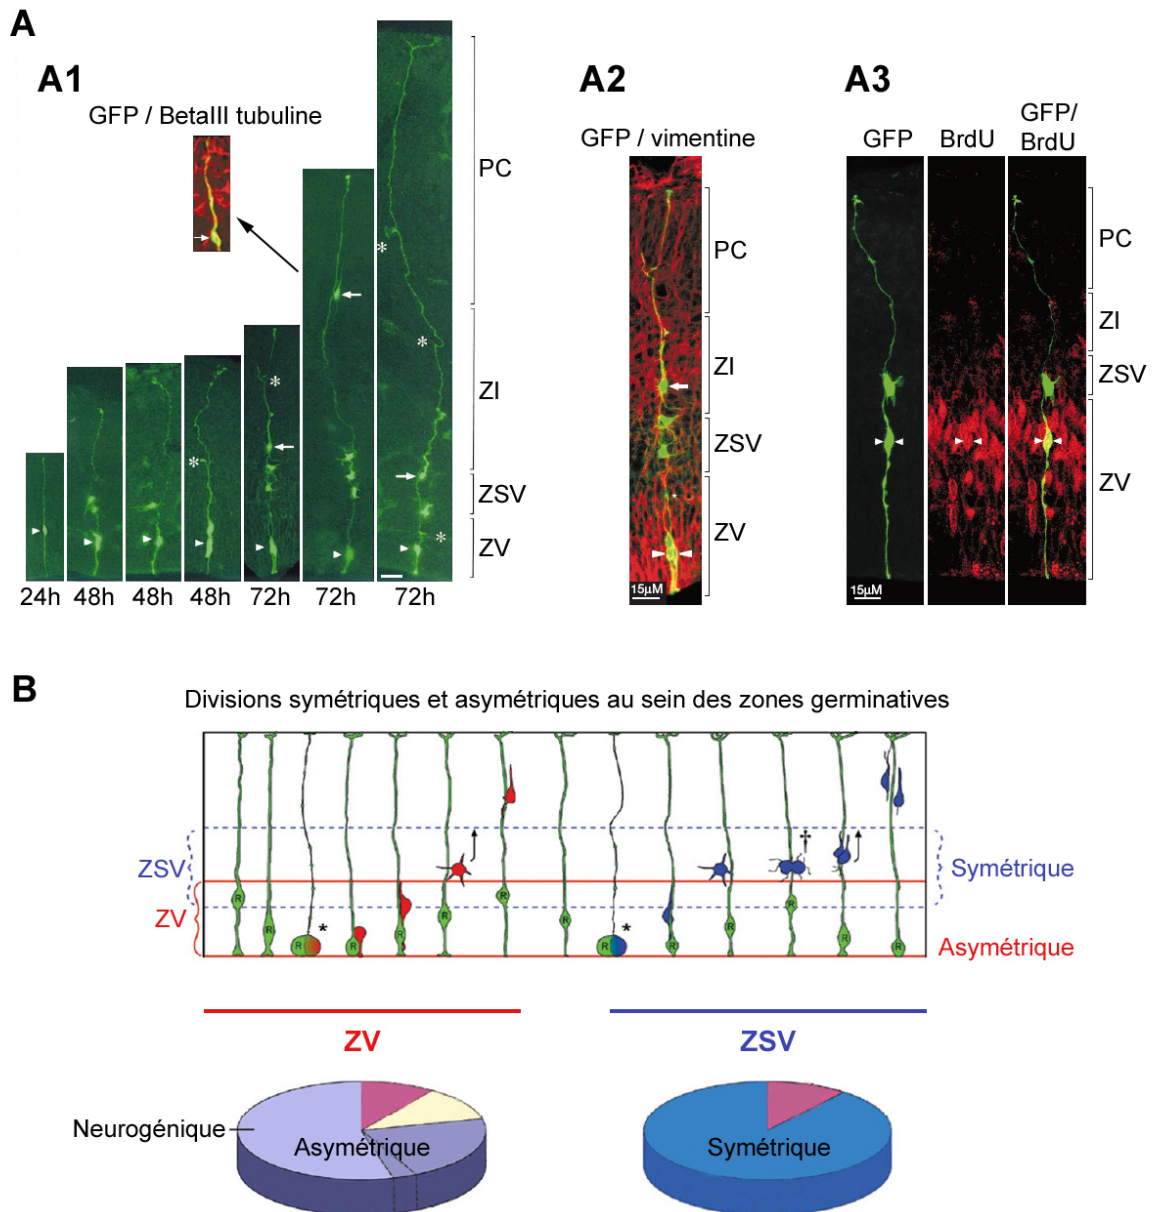 A
A1
GFP / BetaIII tubuline
PC
ZI
ZSV
ZV
24h 48h 48h 48h 72h 72h 72h
A2
GFP / vimentine
PC
ZI
ZSV
ZV
15µM
A3
GFP BrdU GFP/ BrdU
PC
ZI
ZSV
ZV
15µM
B
Divisions symétriques et asymétriques au sein des zones germinatives
ZSV
ZV
R R R R R R R R R R R R R R
* *
†
Symétrique
Asymétrique
ZV
ZSV
Neurogénique
Asymétrique
Symétrique